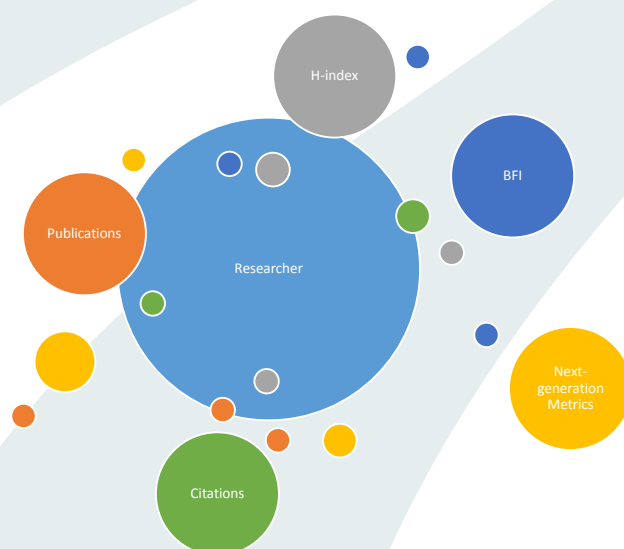 H-index
BFI
Publications
Researcher
Next-
generation
Metrics
Citations